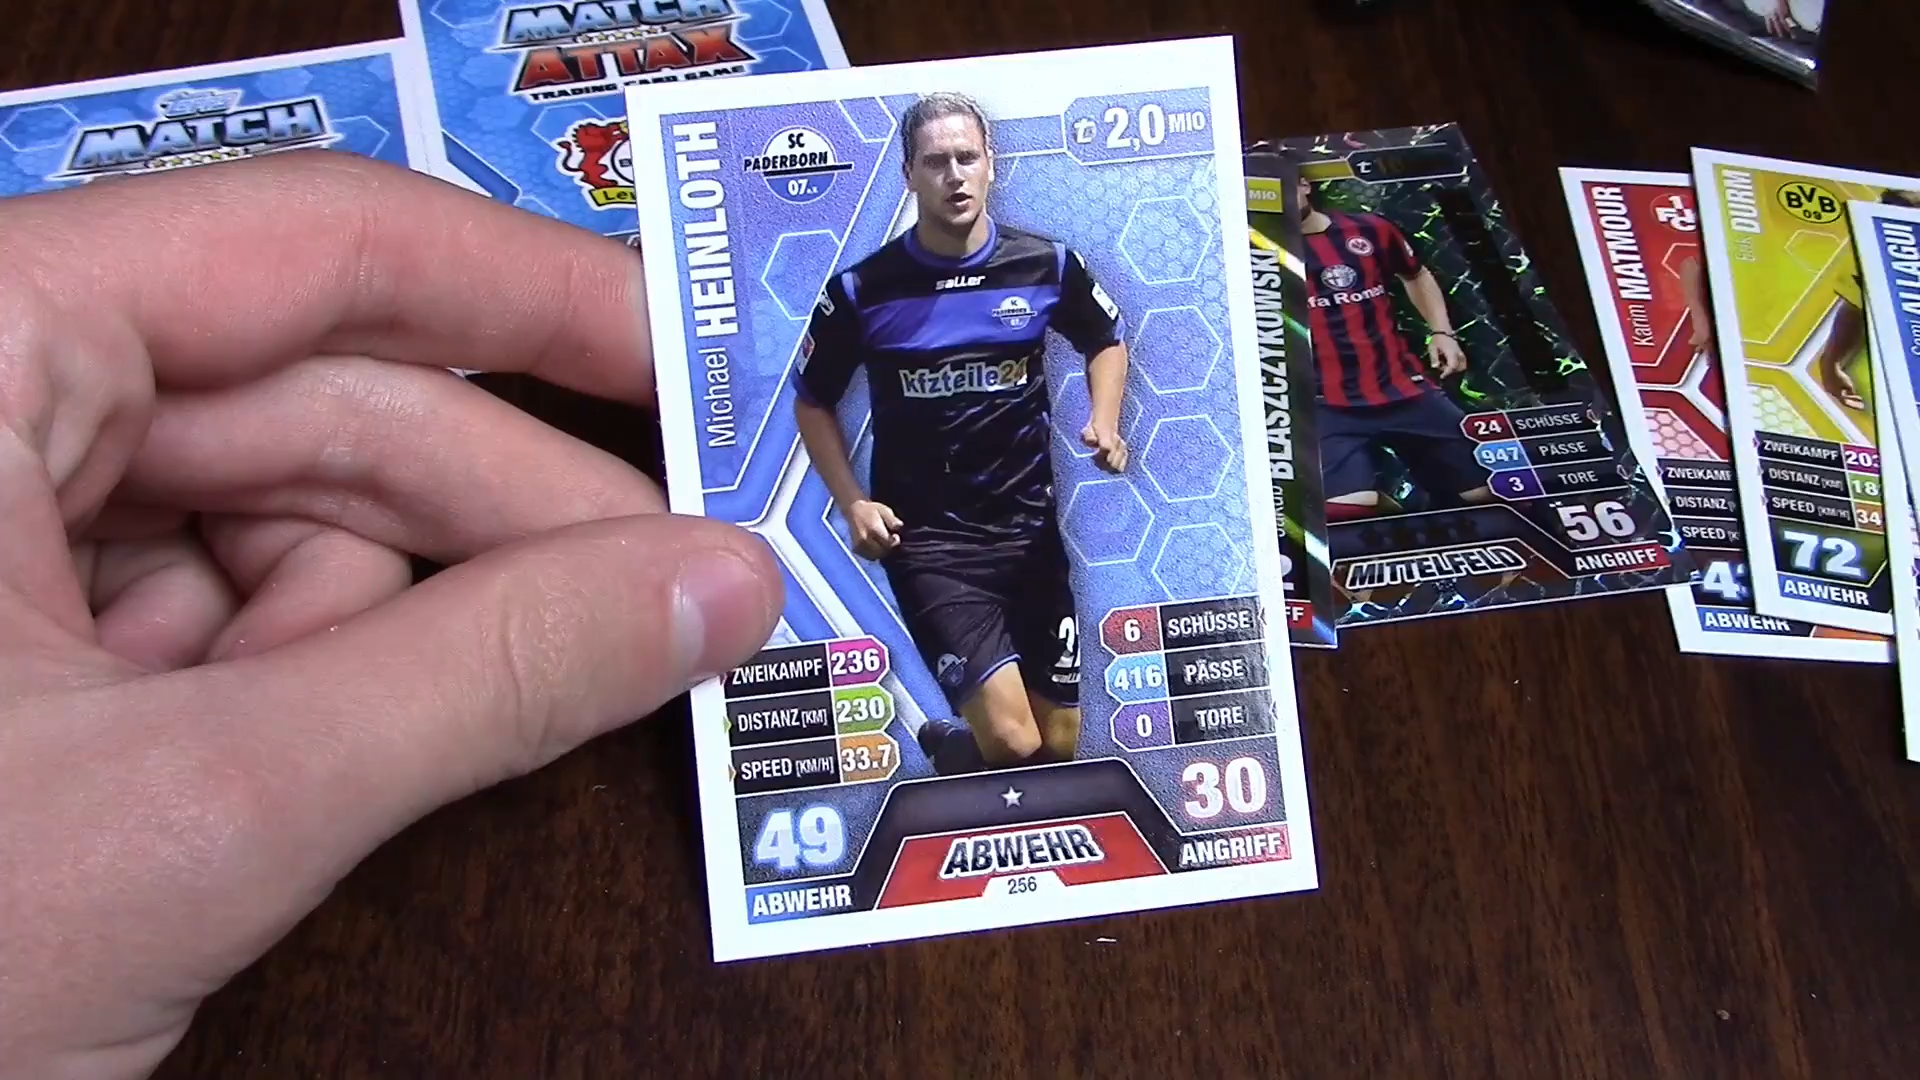 MATCH
ATTAX
TRADING CARD GAME
Topps
MATCH
Michael HEINLOTH
SC
PADERBORN
07
2,0 MIO
saller
kfzteile24
ZWEIKAMPF 236
DISTANZ [KM] 230
SPEED [KM/H] 33.7
49
ABWEHR
6 SCHÜSSE
416 PÄSSE
0 TORE
30
ANGRIFF
ABWEHR
256
MIO
BLASZCZYKOWSKI
24 SCHÜSSE
947 PÄSSE
3 TORE
56
ANGRIFF
MITTELFELD
Karim MATMOUR
ZWEIKAMPF
DISTANZ
SPEED
ABWEHR
Erik DURM
BVB
09
ZWEIKAMPF
DISTANZ [KM]
SPEED [KM/H]
72
ABWEHR
ALLAGUI